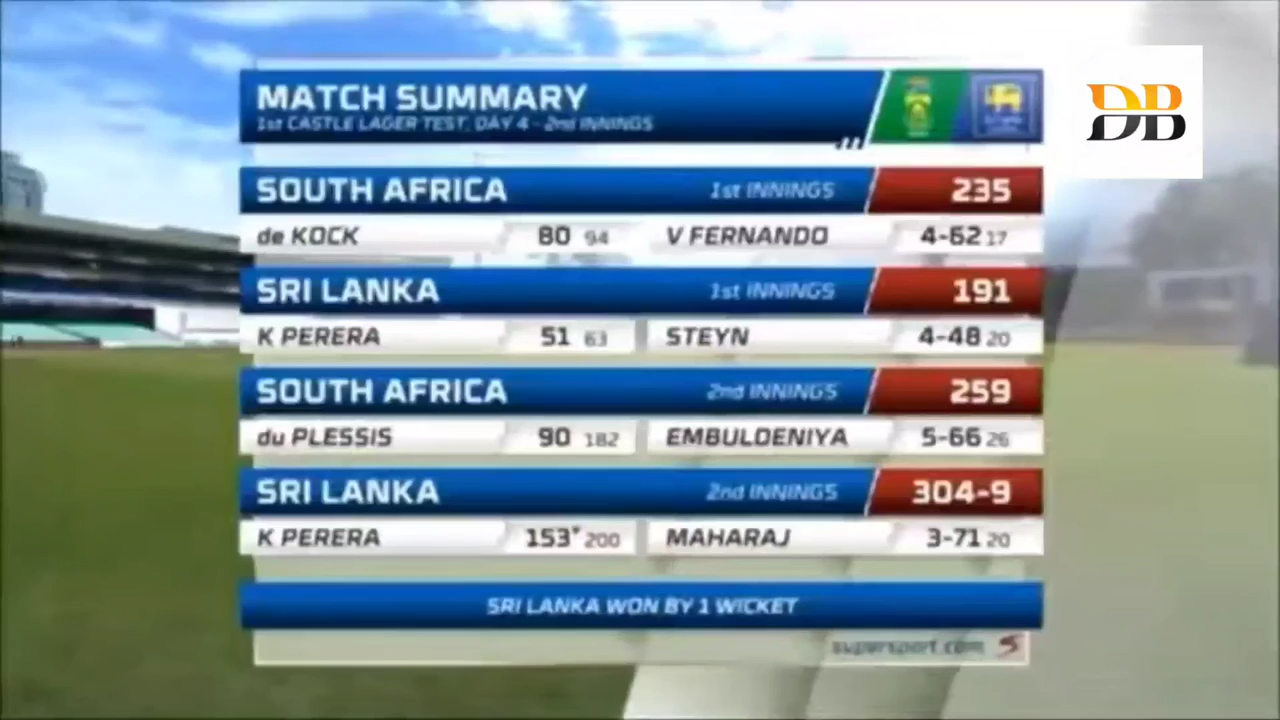 MATCH SUMMARY
1st CASTLE LAGER TEST, DAY 4 - 2nd INNINGS
DB
SOUTH AFRICA 1st INNINGS 235
de KOCK 80 94 V FERNANDO 4-62 17
SRI LANKA 1st INNINGS 191
K PERERA 51 63 STEYN 4-48 20
SOUTH AFRICA 2nd INNINGS 259
du PLESSIS 90 182 EMBULDENIYA 5-66 26
SRI LANKA 2nd INNINGS 304-9
K PERERA 153* 200 MAHARAJ 3-71 20
SRI LANKA WON BY 1 WICKET
supersport.com S